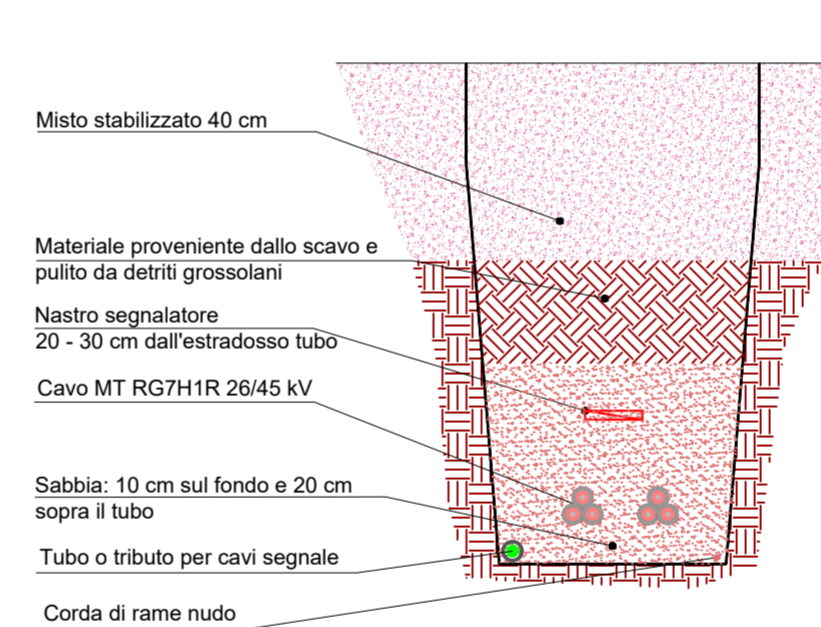 Misto stabilizzato 40 cm
Materiale proveniente dallo scavo e
pulito da detriti grossolani
Nastro segnalatore
20 - 30 cm dall'estradosso tubo
Cavo MT RG7H1R 26/45 kV
Sabbia: 10 cm sul fondo e 20 cm
sopra il tubo
Tubo o tributo per cavi segnale
Corda di rame nudo